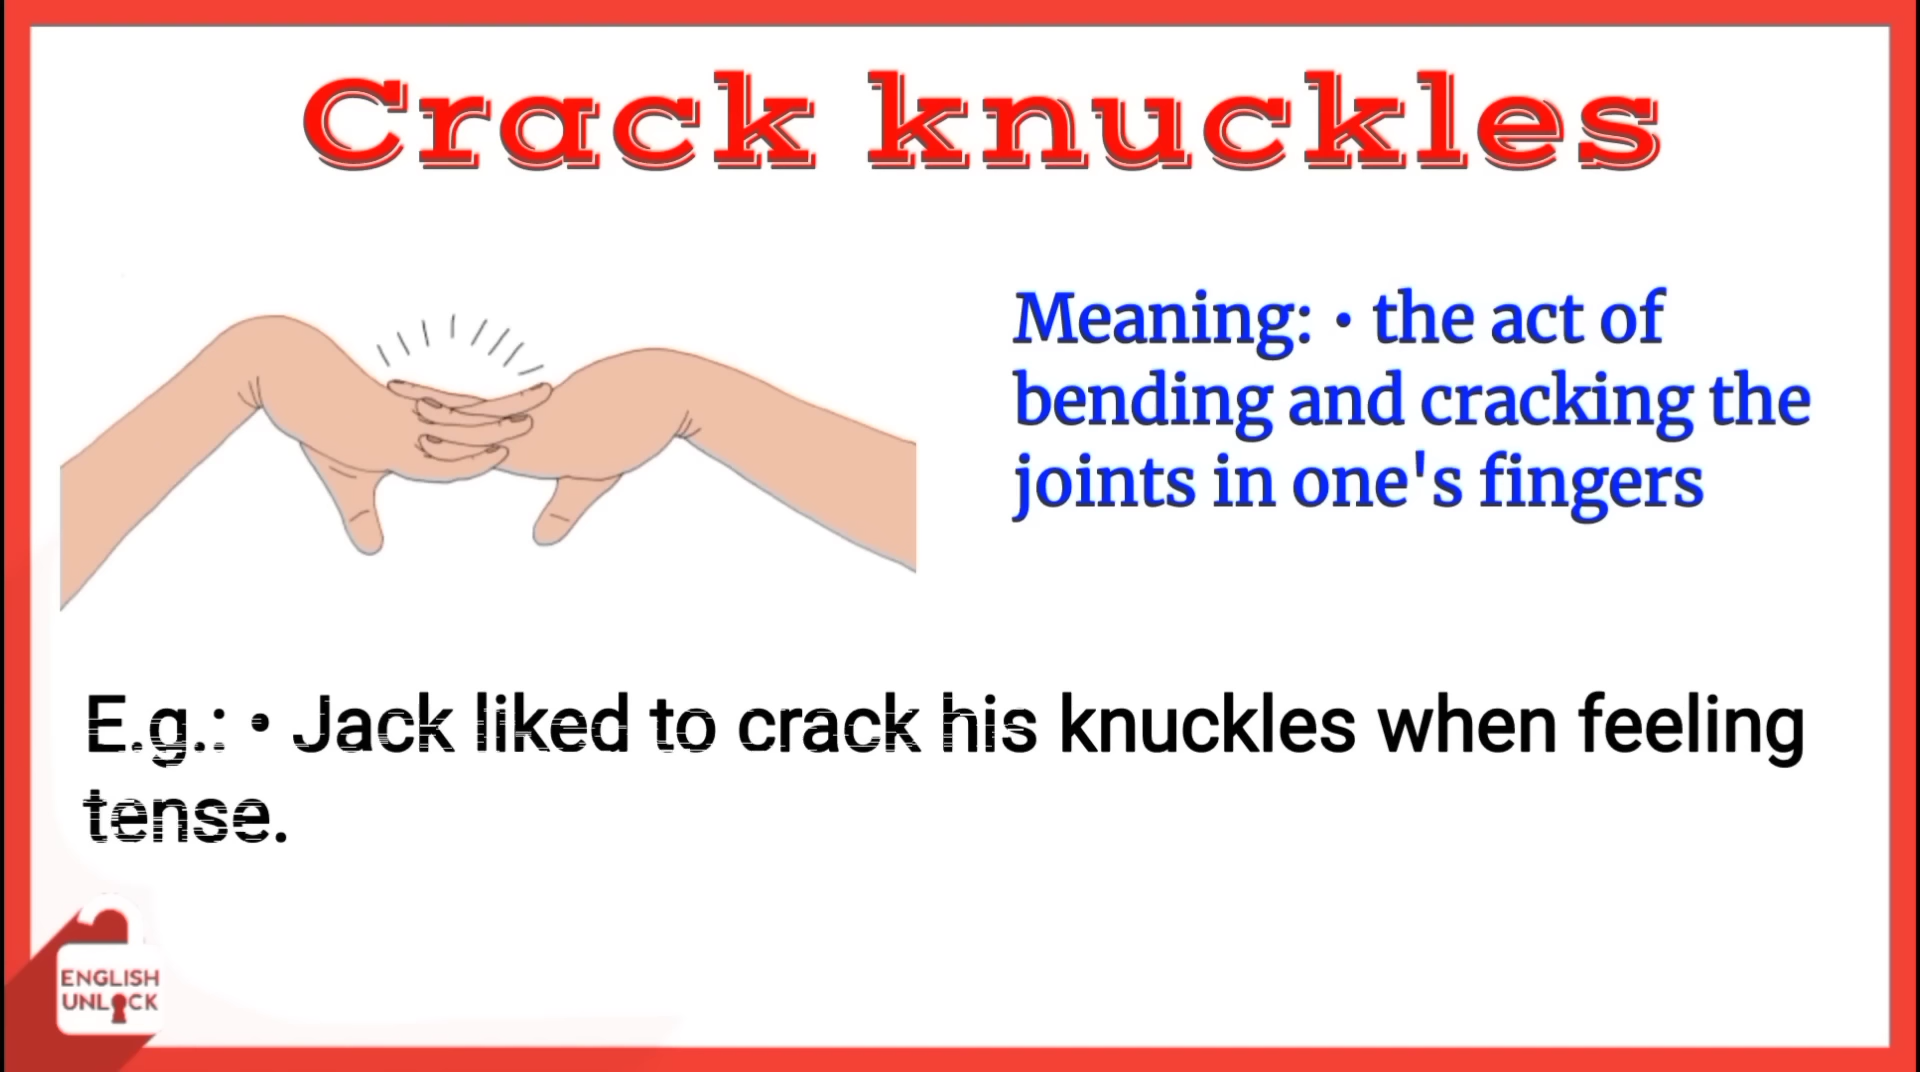 Crack knuckles
Meaning: • the act of
bending and cracking the
joints in one's fingers
E.g.: • Jack liked to crack his knuckles when feeling
tense.
ENGLISH
UNLOCK